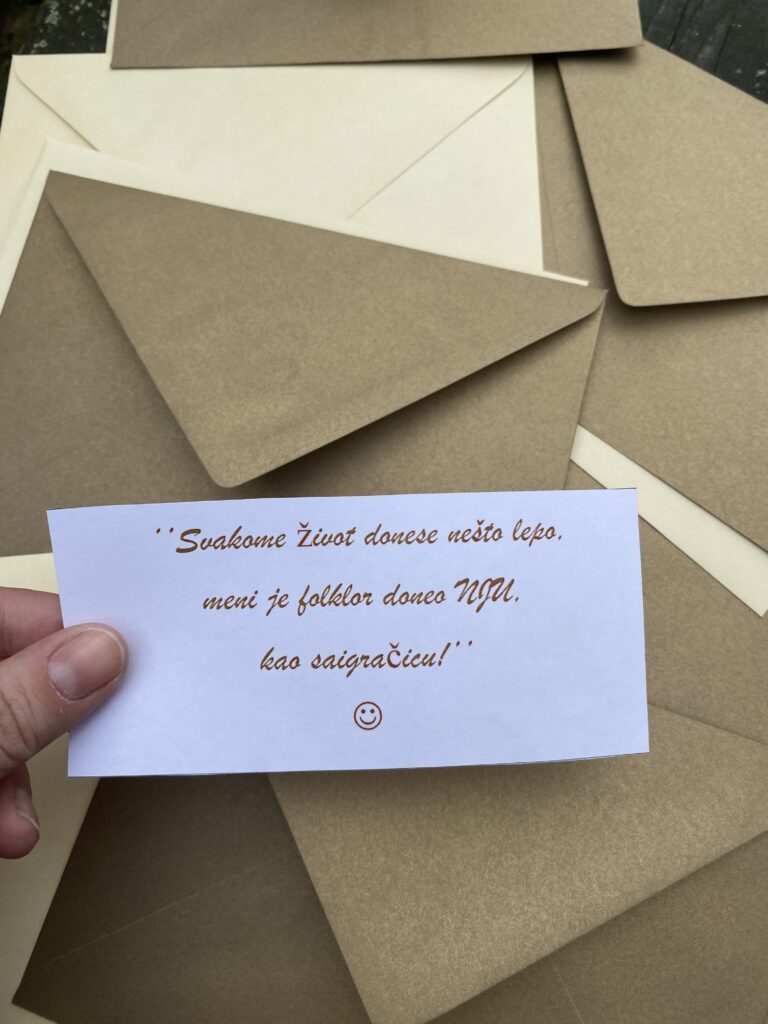 ''Svakome život donese nešto lepo,
meni je folklor doneo NJU,
kao saigračicu!''